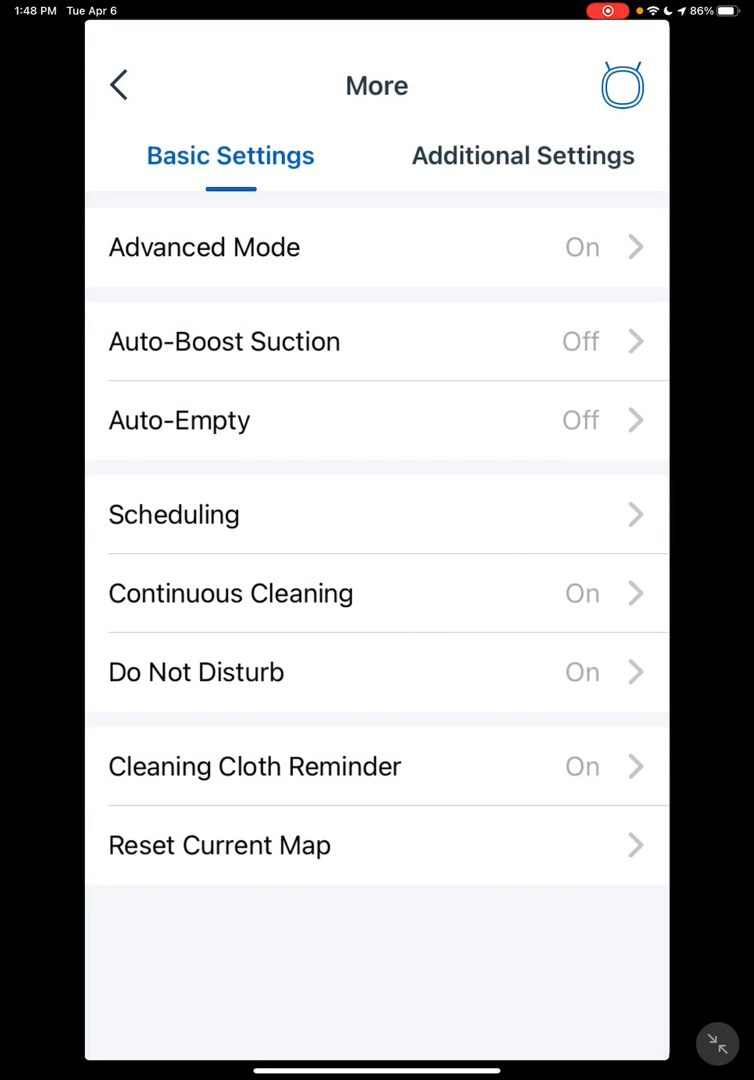 1:48 PM Tue Apr 6 86%
More
Basic Settings Additional Settings
Advanced Mode On
Auto-Boost Suction Off
Auto-Empty Off
Scheduling
Continuous Cleaning On
Do Not Disturb On
Cleaning Cloth Reminder On
Reset Current Map